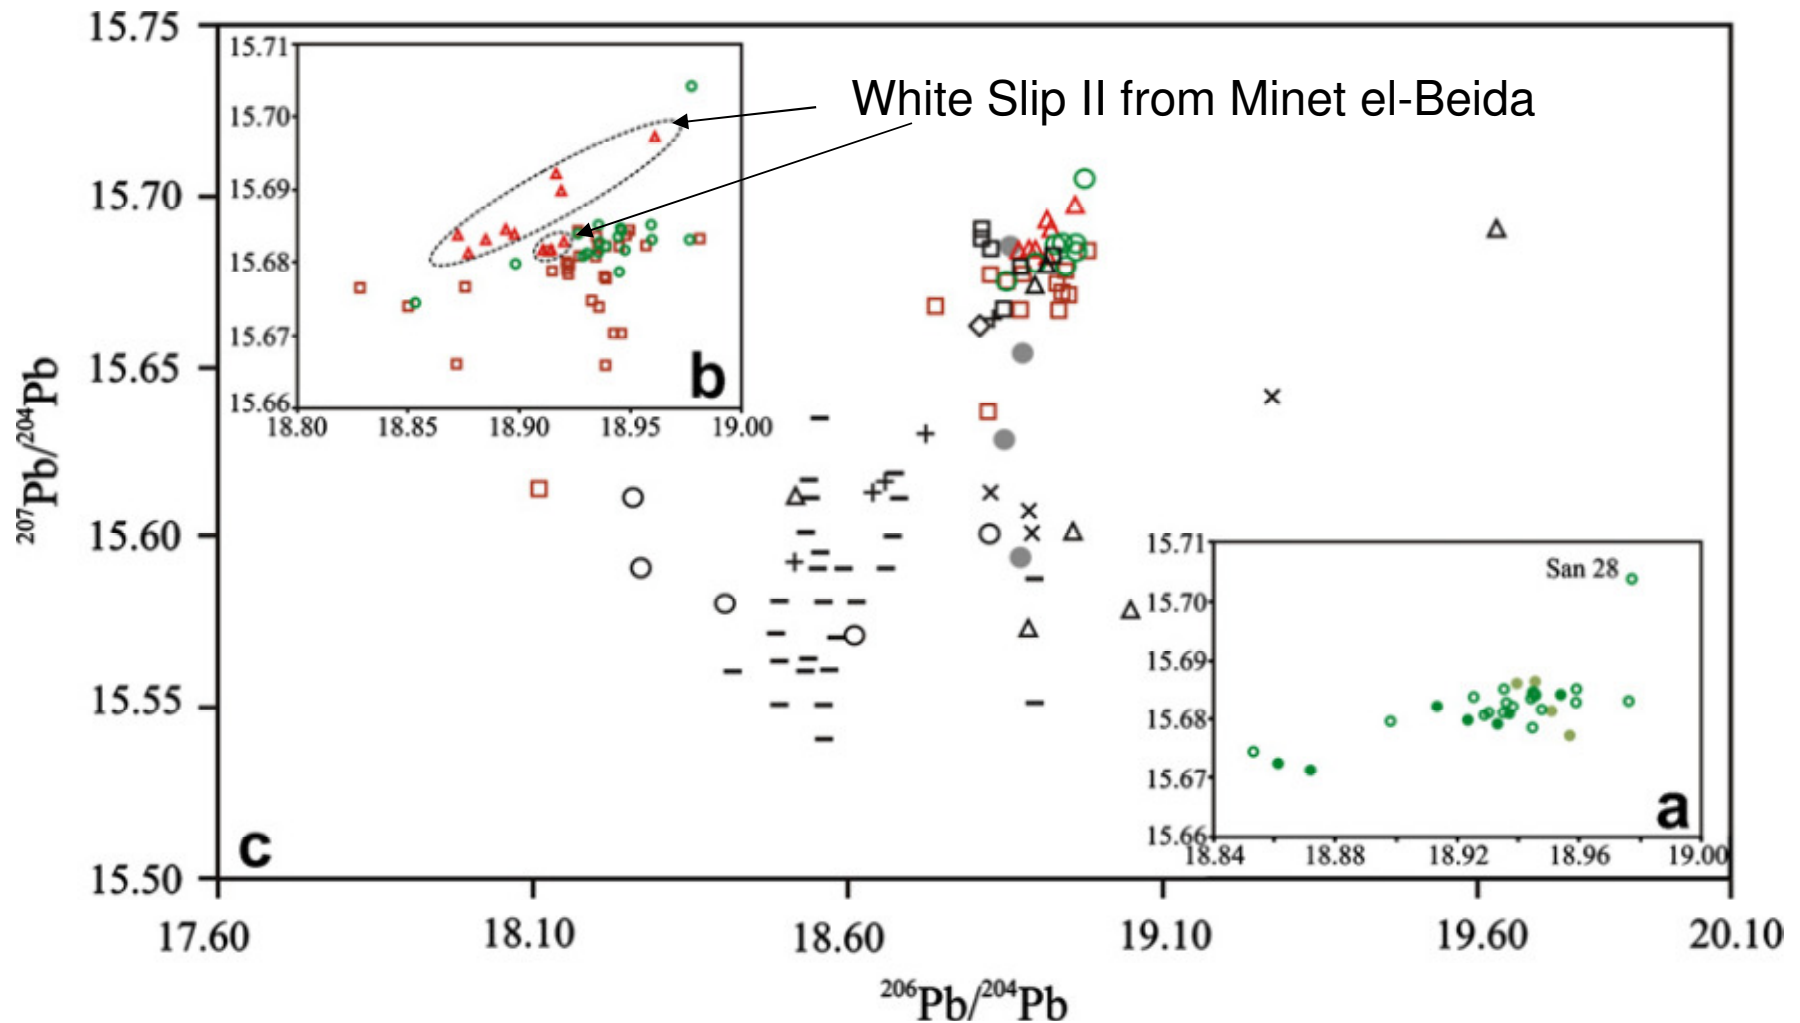 15.75
15.70
15.65
15.60
15.55
15.50
17.60 18.10 18.60 19.10 19.60 20.10
207Pb/204Pb
206Pb/204Pb
c
15.71
15.70
15.69
15.68
15.67
15.66
18.80 18.85 18.90 18.95 19.00
b
White Slip II from Minet el-Beida
15.71
15.70
15.69
15.68
15.67
15.66
18.84 18.88 18.92 18.96 19.00
San 28
a